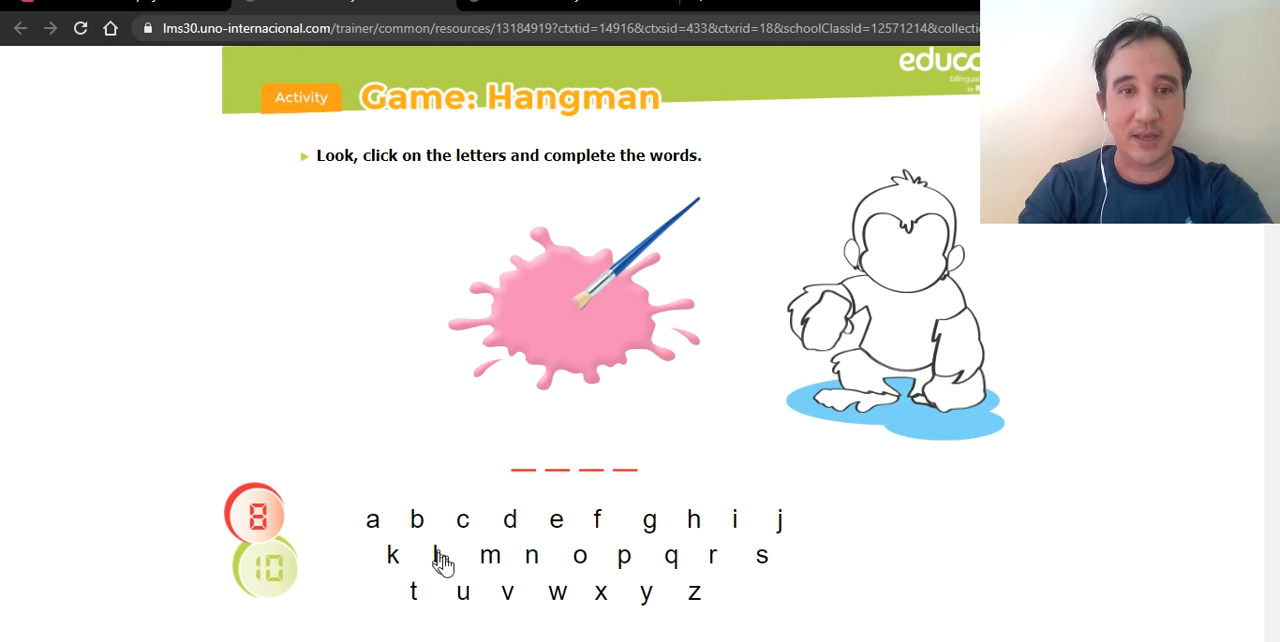 lms30.uno-internacional.com/trainer/common/resources/13184919?ctxtid=14916&ctxsid=433&ctxrid=18&schoolClassId=12571214&collecti
educa
Activity
Game: Hangman
Look, click on the letters and complete the words.
8
10
a b c d e f g h i j
k l m n o p q r s
t u v w x y z